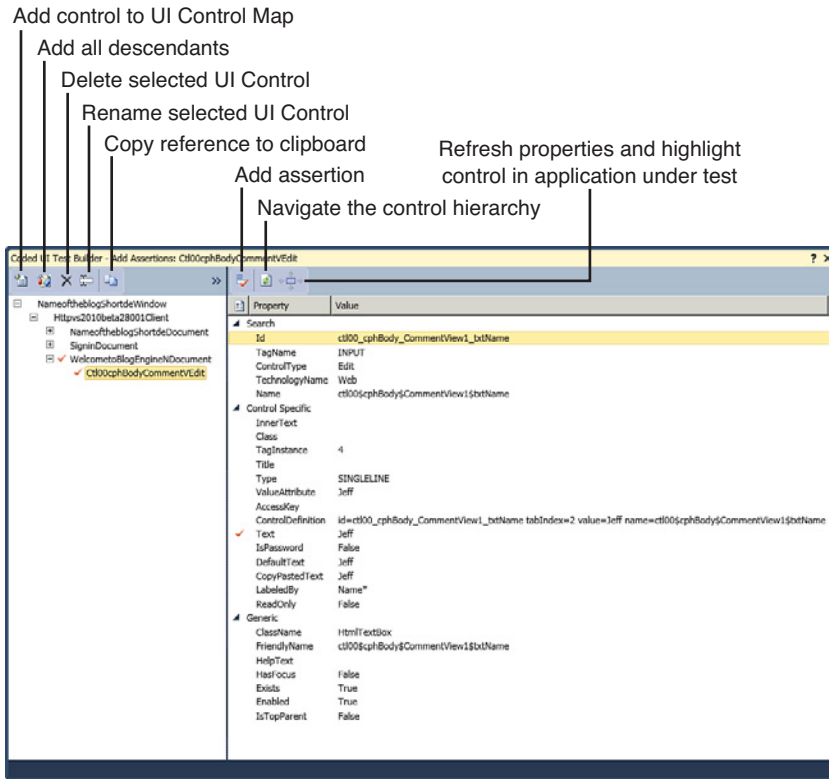 Add control to UI Control Map
Add all descendants
Delete selected UI Control
Rename selected UI Control
Copy reference to clipboard
Add assertion
Refresh properties and highlight
control in application under test
Navigate the control hierarchy
Coded UI Test Builder - Add Assertions: Ctl00cphBodyCommentVEdit
? X
»
NameoftheblogShortdeWindow
Httpvs2010beta28001Client
NameoftheblogShortdeDocument
SigninDocument
WelcometoBlogEngineNDocument
Ctl00cphBodyCommentVEdit
Property Value
Search
Id ctl00_cphBody_CommentView1_txtName
TagName INPUT
ControlType Edit
TechnologyName Web
Name ctl00$cphBody$CommentView1$txtName
Control Specific
InnerText
Class
TagInstance 4
Title
Type SINGLELINE
ValueAttribute Jeff
AccessKey
ControlDefinition id=ctl00_cphBody_CommentView1_txtName tabIndex=2 value=Jeff name=ctl00$cphBody$CommentView1$txtName
Text Jeff
IsPassword False
DefaultText Jeff
CopyPastedText Jeff
LabeledBy Name*
ReadOnly False
Generic
ClassName HtmlTextBox
FriendlyName ctl00$cphBody$CommentView1$txtName
HelpText
HasFocus False
Exists True
Enabled True
IsTopParent False